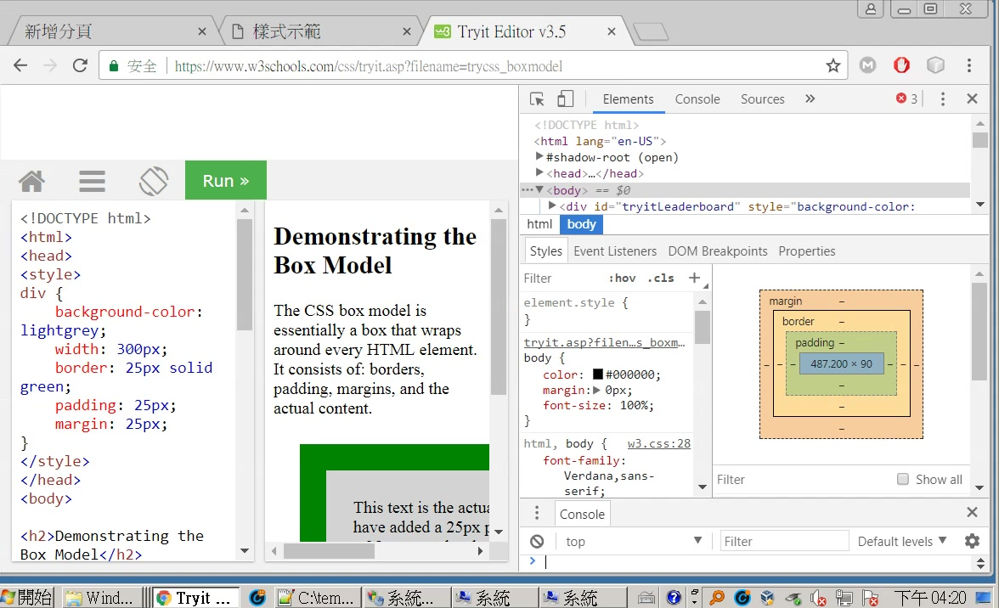 新增分頁
樣式示範
Tryit Editor v3.5
安全
https://www.w3schools.com/css/tryit.asp?filename=trycss_boxmodel
Run »
<!DOCTYPE html>
<html>
<head>
<style>
div {
background-color:
lightgrey;
width: 300px;
border: 25px solid
green;
padding: 25px;
margin: 25px;
}
</style>
</head>
<body>
<h2>Demonstrating the
Box Model</h2>
Demonstrating the
Box Model
The CSS box model is
essentially a box that wraps
around every HTML element.
It consists of: borders,
padding, margins, and the
actual content.
This text is the actua
have added a 25px p
Elements Console Sources »
3
<!DOCTYPE html>
<html lang="en-US">
#shadow-root (open)
<head>…</head>
<body> == $0
<div id="tryitLeaderboard" style="background-color:
html body
Styles Event Listeners DOM Breakpoints Properties
Filter :hov .cls +
element.style {
}
tryit.asp?filen…s_boxm…
body {
color: #000000;
margin: 0px;
font-size: 100%;
}
html, body { w3.css:28
font-family:
Verdana,sans-
serif;
margin –
border –
padding –
– – – 487.200 × 90 – – –
–
–
–
Filter Show all
Console
top Filter Default levels
>
開始 Wind... Tryit ... C:\tem... 系統... 系統 系統 下午 04:20